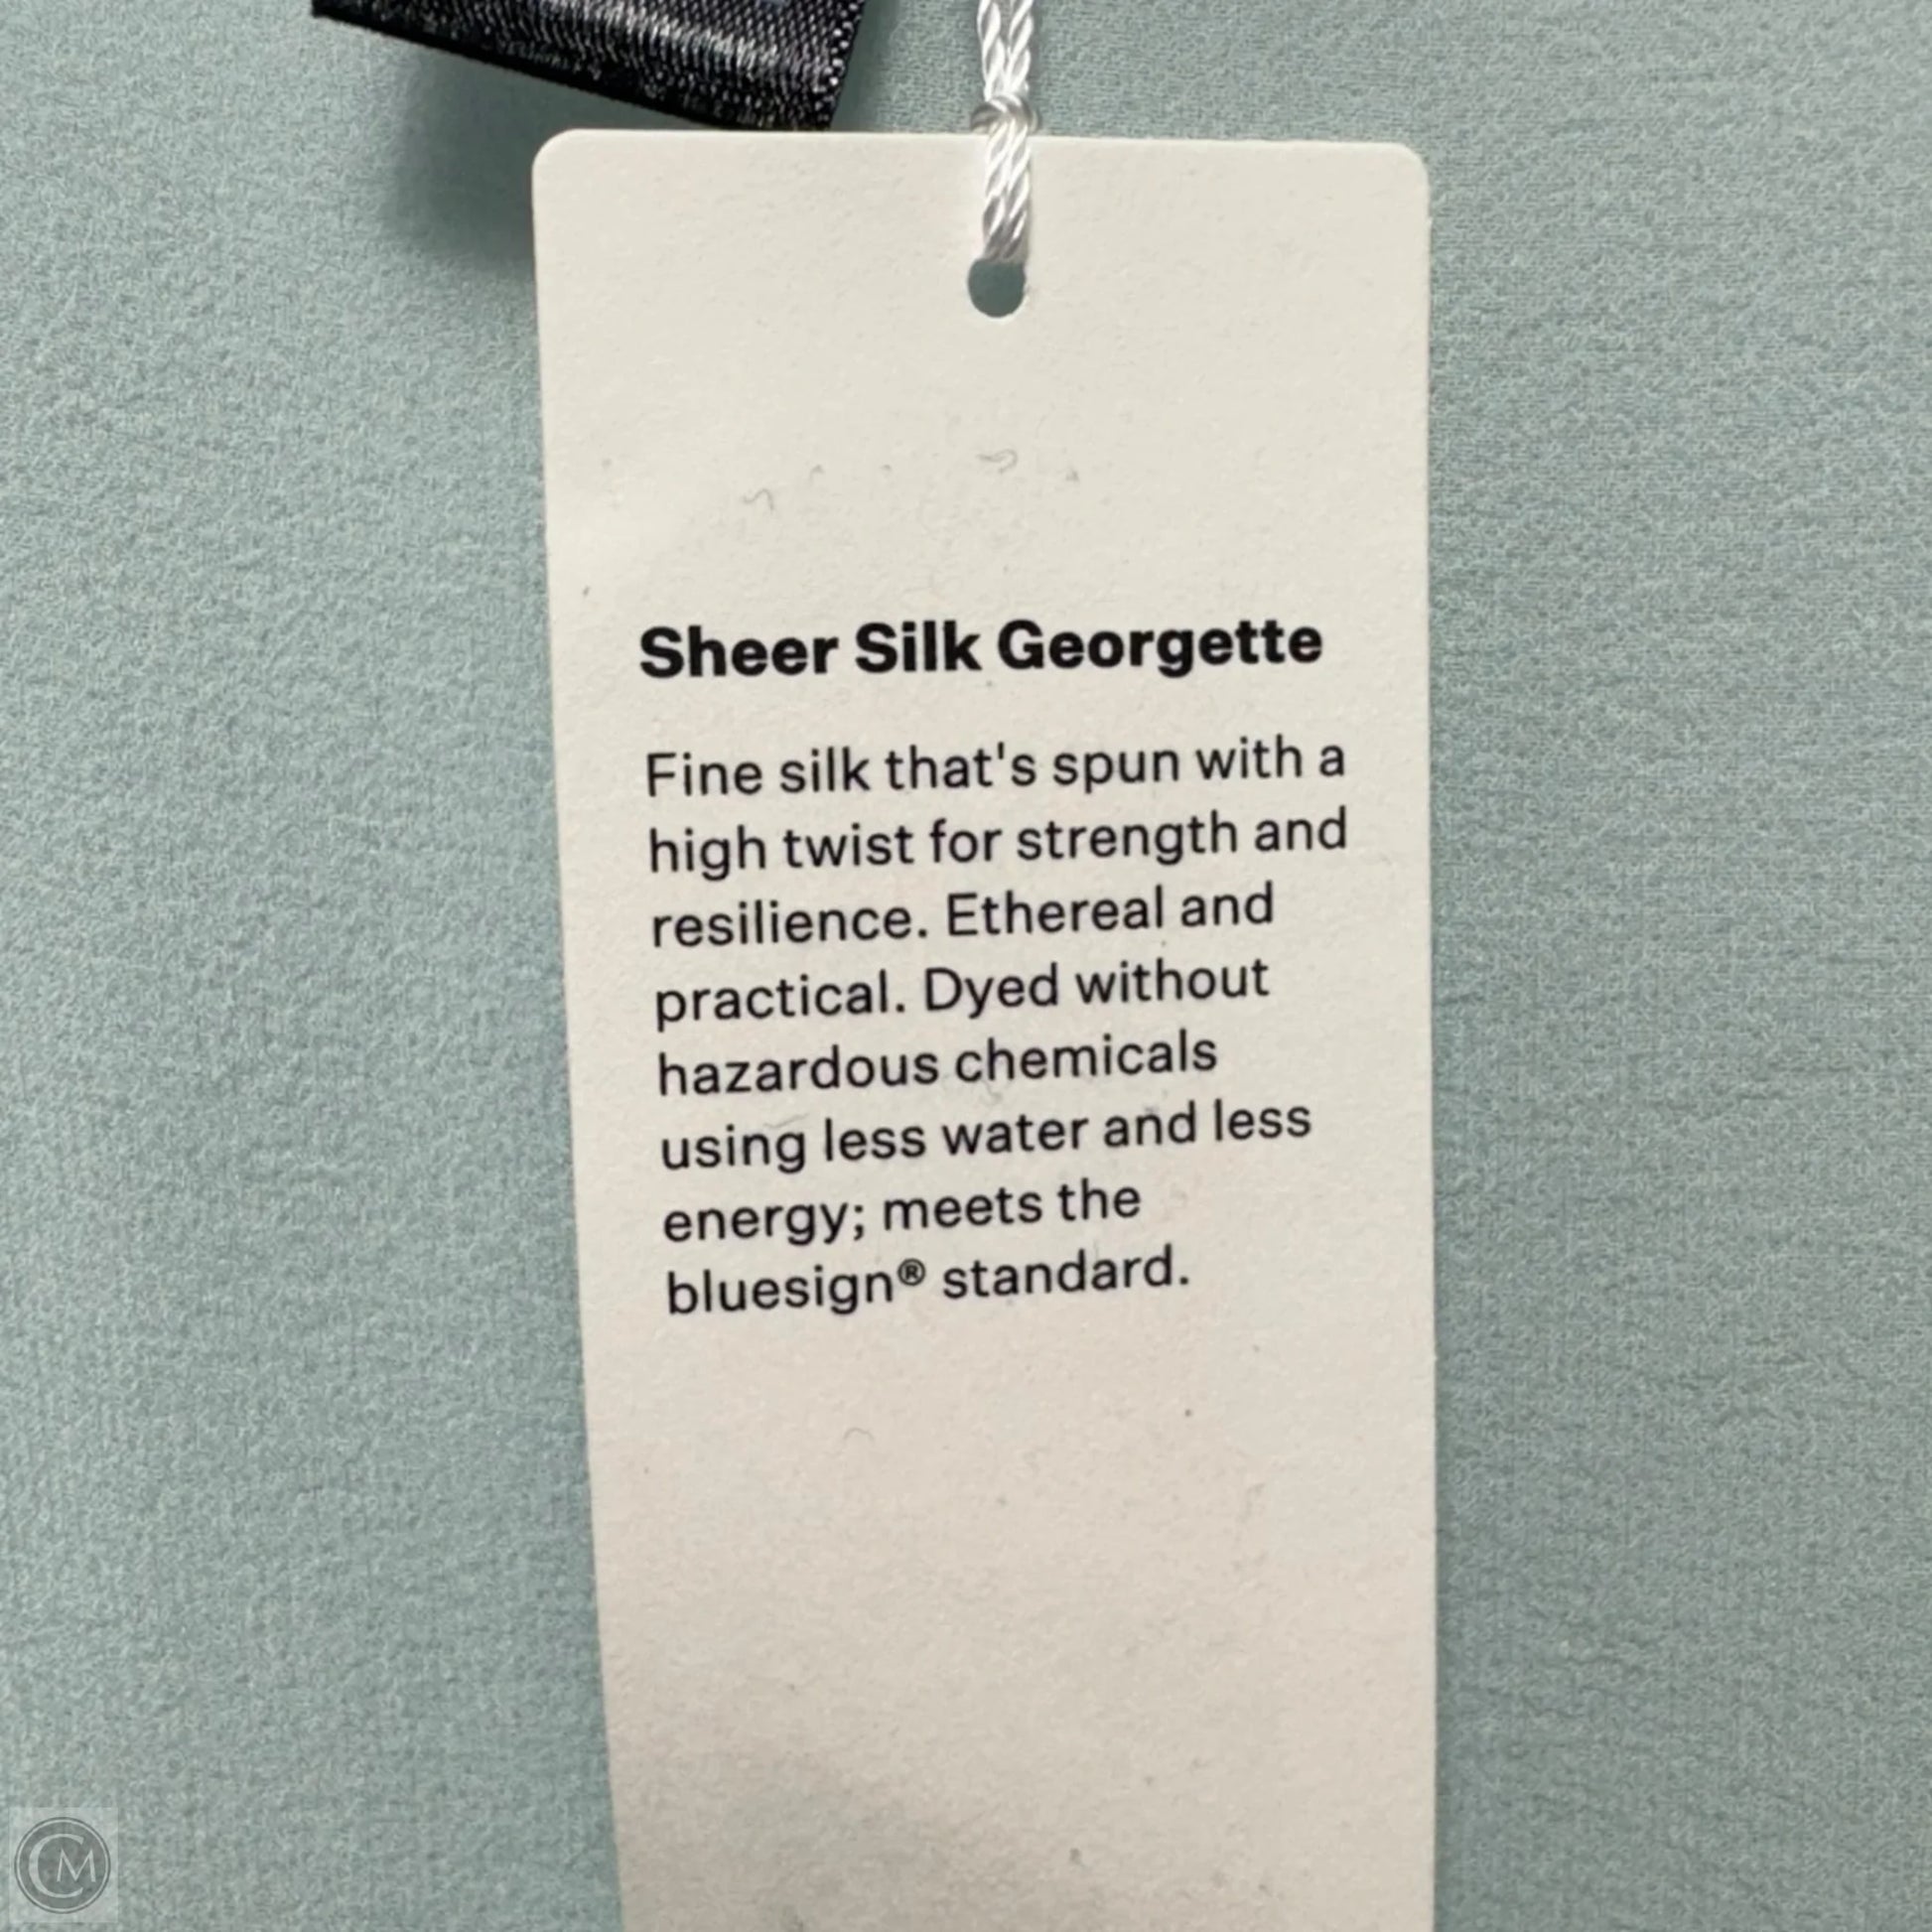 Sheer Silk Georgette
Fine silk that's spun with a
high twist for strength and
resilience. Ethereal and
practical. Dyed without
hazardous chemicals
using less water and less
energy; meets the
bluesign® standard.
CM